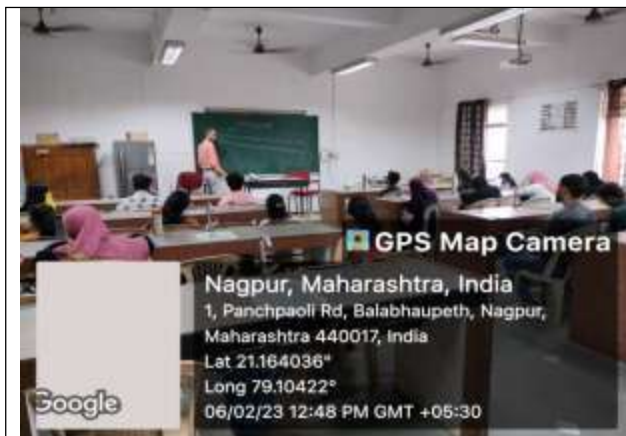 GPS Map Camera
Nagpur, Maharashtra, India
1, Panchpaoli Rd, Balabhaupeth, Nagpur,
Maharashtra 440017, India
Lat 21.164036°
Long 79.10422°
06/02/23 12:48 PM GMT +05:30
Google